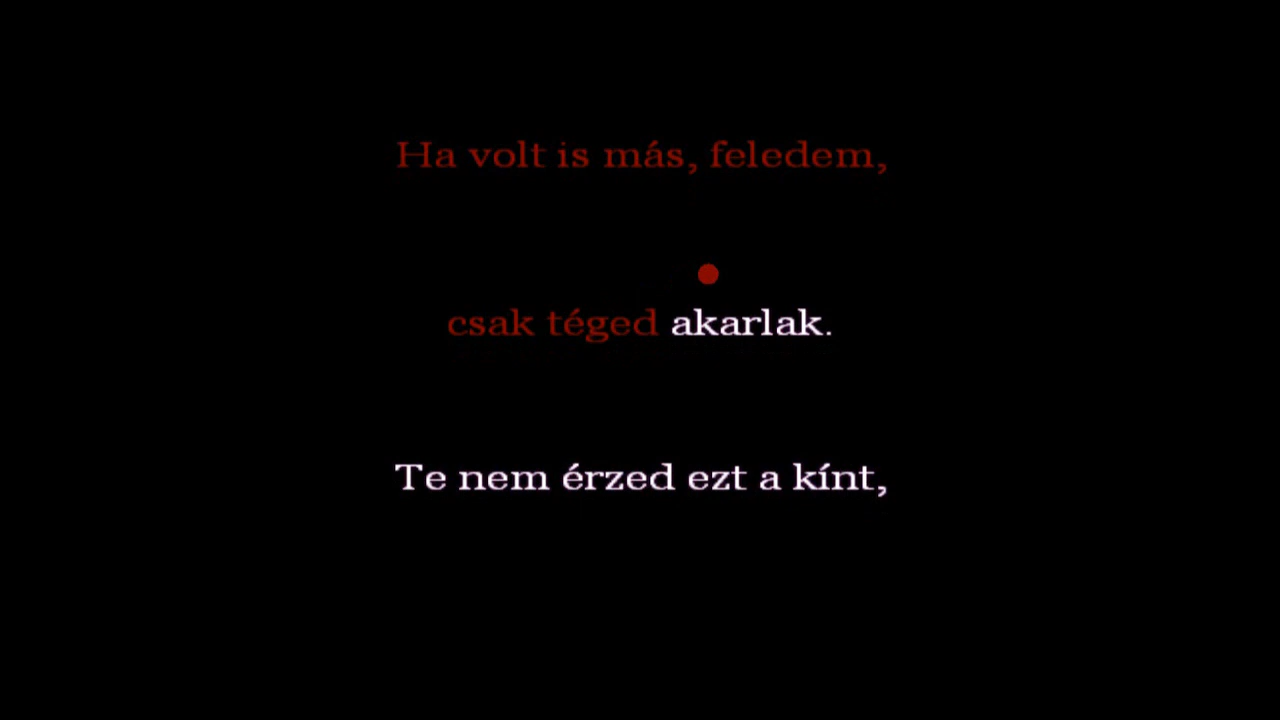 Ha volt is más, feledem,
csak téged akarlak.
Te nem érzed ezt a kínt,